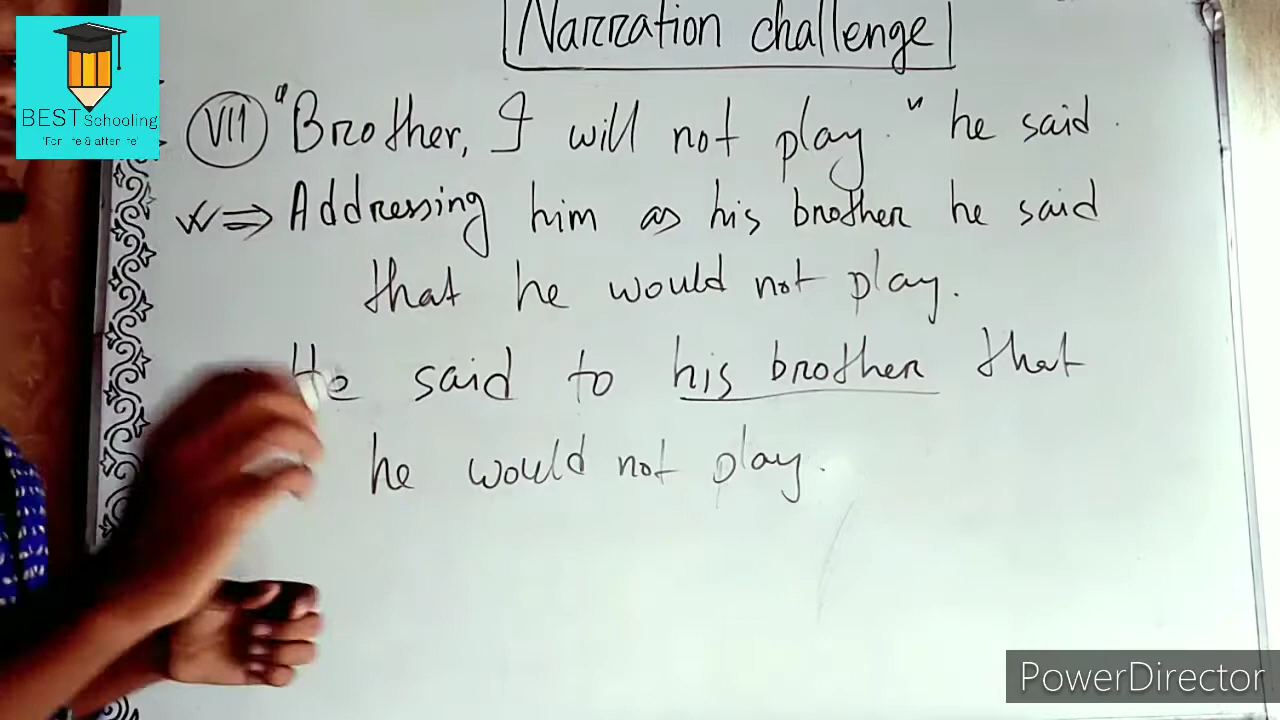 Narration challenge
BEST Schooling
VII "Brother, I will not play." he said.
⇒ Addressing him as his brother he said
that he would not play.
He said to his brother that
he would not play.
PowerDirector